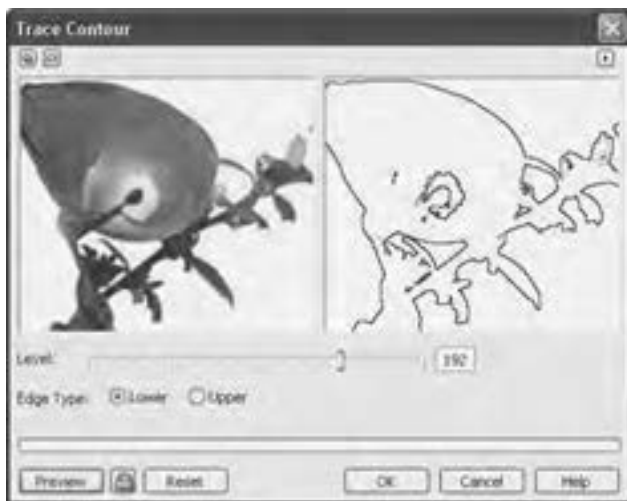 Trace Contour
Level: 192
Edge Type: Lower Upper
Preview Reset OK Cancel Help